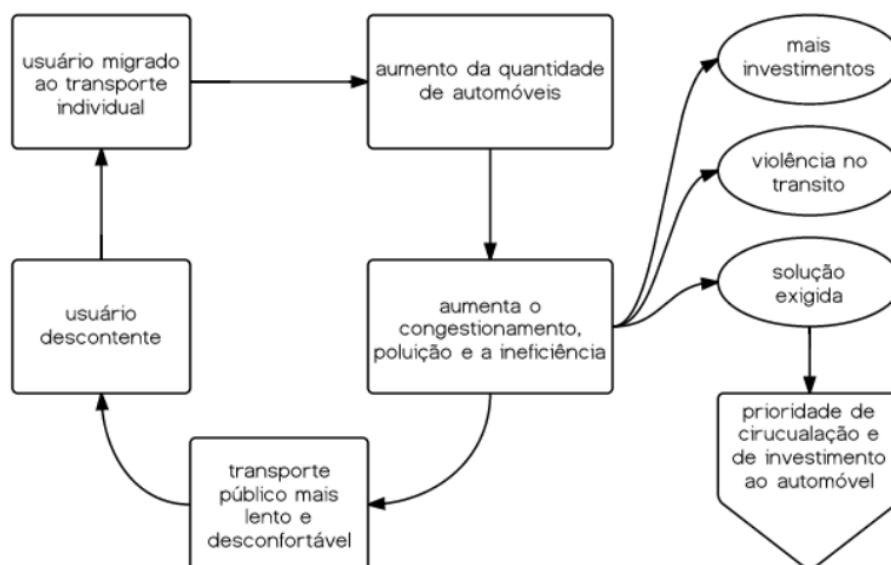 usuário migrado
ao transporte
individual
aumento da quantidade
de automóveis
mais
investimentos
violência no
transito
solução
exigida
usuário
descontente
aumenta o
congestionamento,
poluição e a ineficiência
prioridade de
cirucualação e
de investimento
ao automóvel
transporte
público mais
lento e
desconfortável